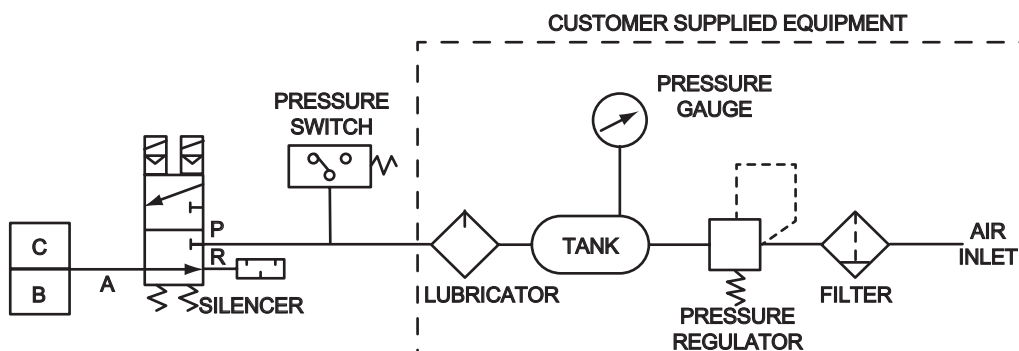 CUSTOMER SUPPLIED EQUIPMENT
PRESSURE
GAUGE
PRESSURE
SWITCH
P
R
C
B
A
SILENCER
LUBRICATOR
TANK
PRESSURE
REGULATOR
FILTER
AIR
INLET